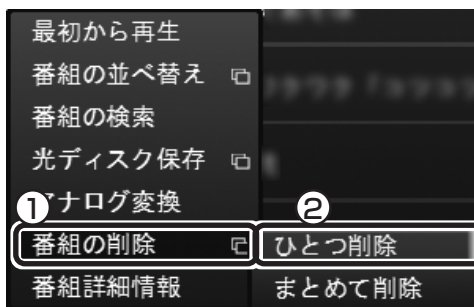 最初から再生
番組の並べ替え
番組の検索
光ディスク保存
① アナログ変換
②
番組の削除
ひとつ削除
番組詳細情報
まとめて削除